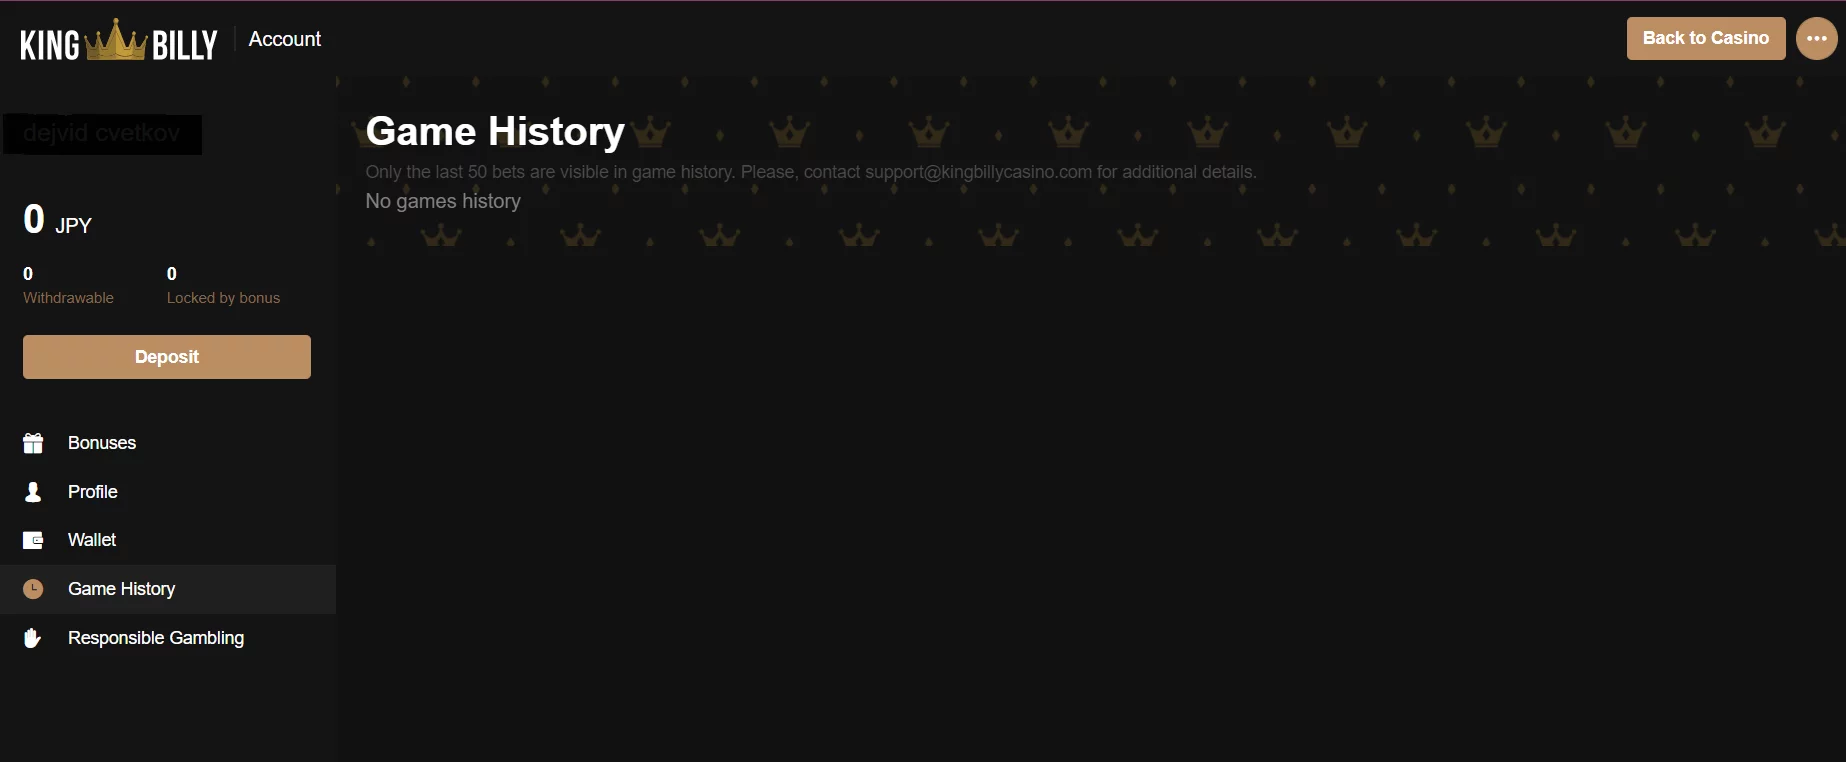 KING BILLY
Account
Back to Casino
dejvid cvetkov
0 JPY
0
Withdrawable
0
Locked by bonus
Deposit
Bonuses
Profile
Wallet
Game History
Responsible Gambling
Game History
Only the last 50 bets are visible in game history. Please, contact support@kingbillycasino.com for additional details.
No games history